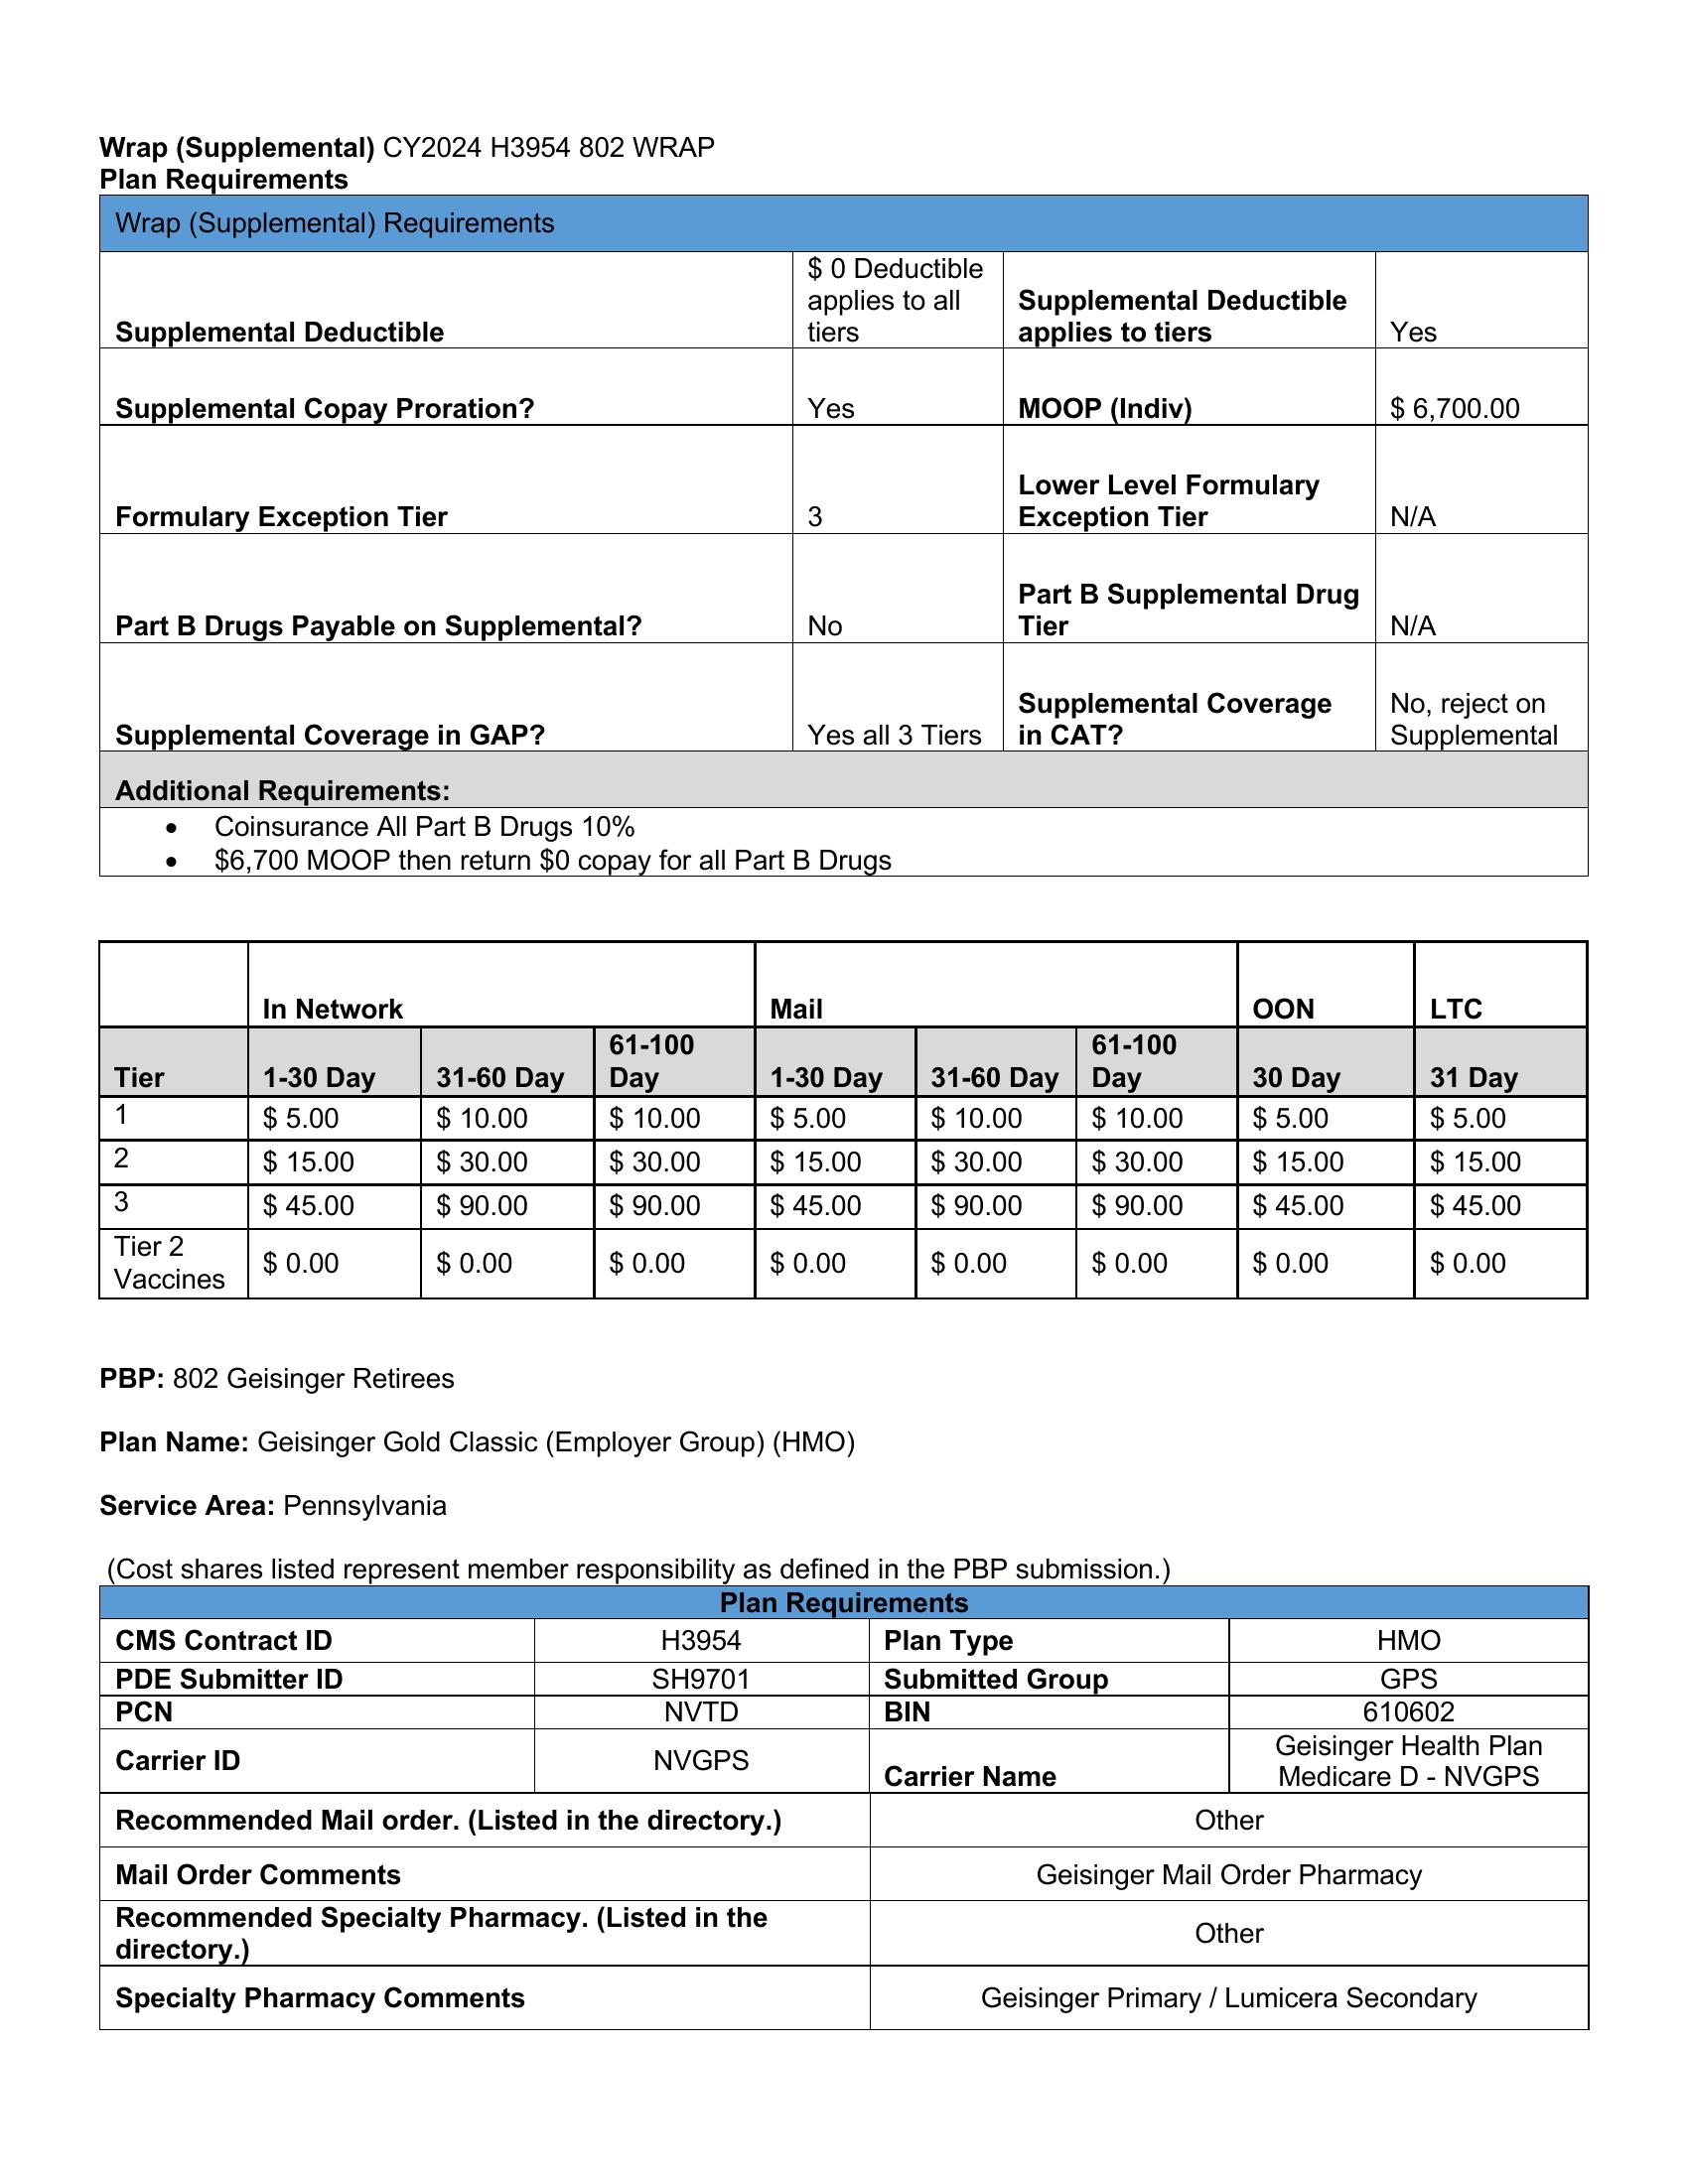 Wrap (Supplemental) CY2024 H3954 802 WRAP
Plan Requirements
Wrap (Supplemental) Requirements
Supplemental Deductible
$ 0 Deductible
applies to all
tiers
Supplemental Deductible
applies to tiers
Yes
Supplemental Copay Proration?
Yes
MOOP (Indiv)
$ 6,700.00
Formulary Exception Tier
3
Lower Level Formulary
Exception Tier
N/A
Part B Drugs Payable on Supplemental?
No
Part B Supplemental Drug
Tier
N/A
Supplemental Coverage in GAP?
Yes all 3 Tiers
Supplemental Coverage
in CAT?
No, reject on
Supplemental
Additional Requirements:
• Coinsurance All Part B Drugs 10%
• $6,700 MOOP then return $0 copay for all Part B Drugs
In Network Mail OON LTC
Tier 1-30 Day 31-60 Day 61-100 Day 1-30 Day 31-60 Day 61-100 Day 30 Day 31 Day
1 $ 5.00 $ 10.00 $ 10.00 $ 5.00 $ 10.00 $ 10.00 $ 5.00 $ 5.00
2 $ 15.00 $ 30.00 $ 30.00 $ 15.00 $ 30.00 $ 30.00 $ 15.00 $ 15.00
3 $ 45.00 $ 90.00 $ 90.00 $ 45.00 $ 90.00 $ 90.00 $ 45.00 $ 45.00
Tier 2 Vaccines $ 0.00 $ 0.00 $ 0.00 $ 0.00 $ 0.00 $ 0.00 $ 0.00 $ 0.00
PBP: 802 Geisinger Retirees
Plan Name: Geisinger Gold Classic (Employer Group) (HMO)
Service Area: Pennsylvania
(Cost shares listed represent member responsibility as defined in the PBP submission.)
Plan Requirements
CMS Contract ID H3954 Plan Type HMO
PDE Submitter ID SH9701 Submitted Group GPS
PCN NVTD BIN 610602
Carrier ID NVGPS Carrier Name Geisinger Health Plan
Medicare D - NVGPS
Recommended Mail order. (Listed in the directory.) Other
Mail Order Comments Geisinger Mail Order Pharmacy
Recommended Specialty Pharmacy. (Listed in the
directory.)
Other
Specialty Pharmacy Comments Geisinger Primary / Lumicera Secondary